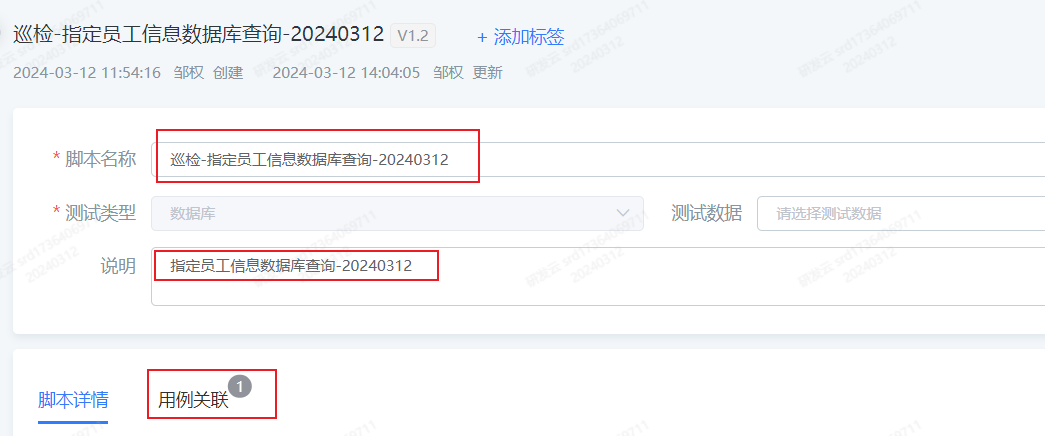 巡检-指定员工信息数据库查询-20240312 V1.2 + 添加标签
2024-03-12 11:54:16 邹权 创建 2024-03-12 14:04:05 邹权 更新
* 脚本名称 巡检-指定员工信息数据库查询-20240312
* 测试类型 数据库 测试数据 请选择测试数据
说明 指定员工信息数据库查询-20240312
脚本详情 用例关联 1
研发云 srd17364069711
20240312